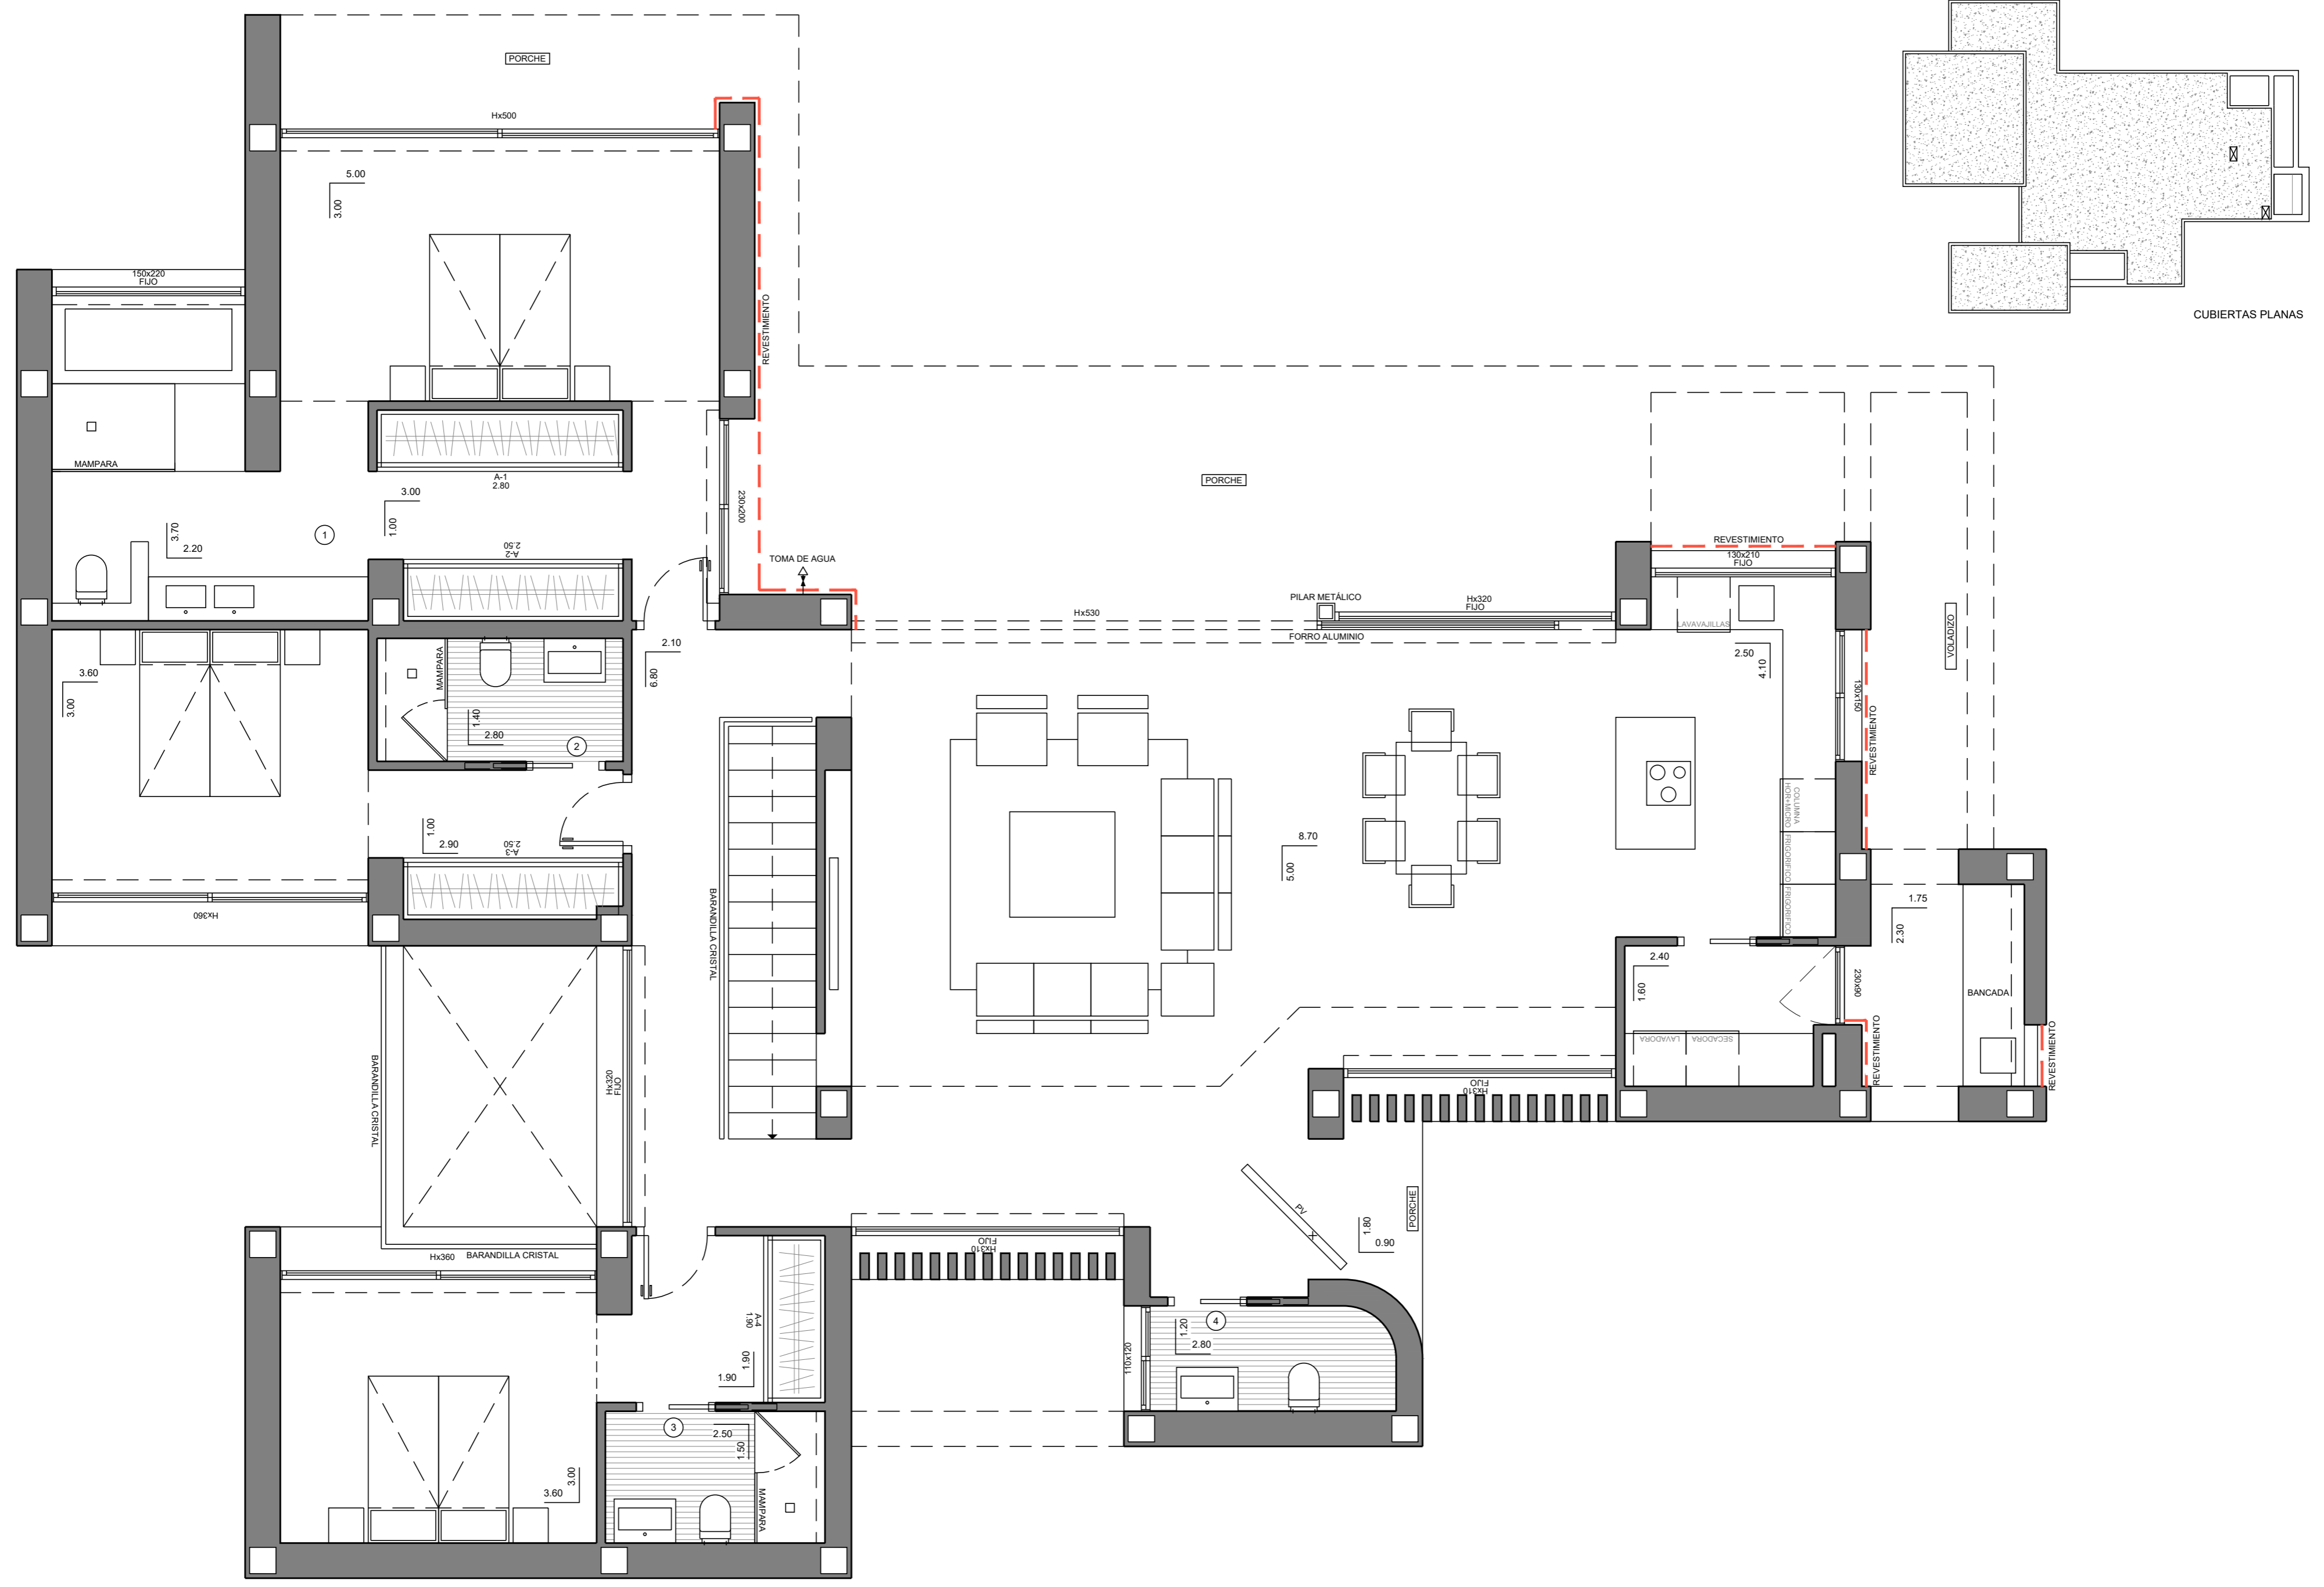 PORCHE
Hx500
5.00
3.00
REVESTIMIENTO
150x220
FIJO
MAMPARA
A-1
2.80
3.00
1.00
230x200
3.70
2.20
1
A-2
2.50
TOMA DE AGUA
PORCHE
CUBIERTAS PLANAS
REVESTIMIENTO
130x210
FIJO
PILAR METÁLICO
Hx320
FIJO
Hx530
FORRO ALUMINIO
LAVAVAJILLAS
2.50
4.10
VOLADIZO
130x150
REVESTIMIENTO
2.10
6.80
3.60
3.00
MAMPARA
1.40
2.80
2
1.00
2.90
A-3
2.50
Hx360
BARANDILLA CRISTAL
8.70
5.00
COLUMNA
HOR+MICRO
FRIGORIFICO
FRIGORIFICO
1.75
2.30
2.40
1.60
230x90
BANCADA
LAVADORA
SECADORA
REVESTIMIENTO
REVESTIMIENTO
BARANDILLA CRISTAL
Hx320
FIJO
Hx310
FIJO
PV
PORCHE
1.80
0.90
Hx360
BARANDILLA CRISTAL
Hx310
FIJO
A-4
1.90
1.90
1.90
110x120
1.20
2.80
4
3
2.50
1.50
3.00
3.60
MAMPARA